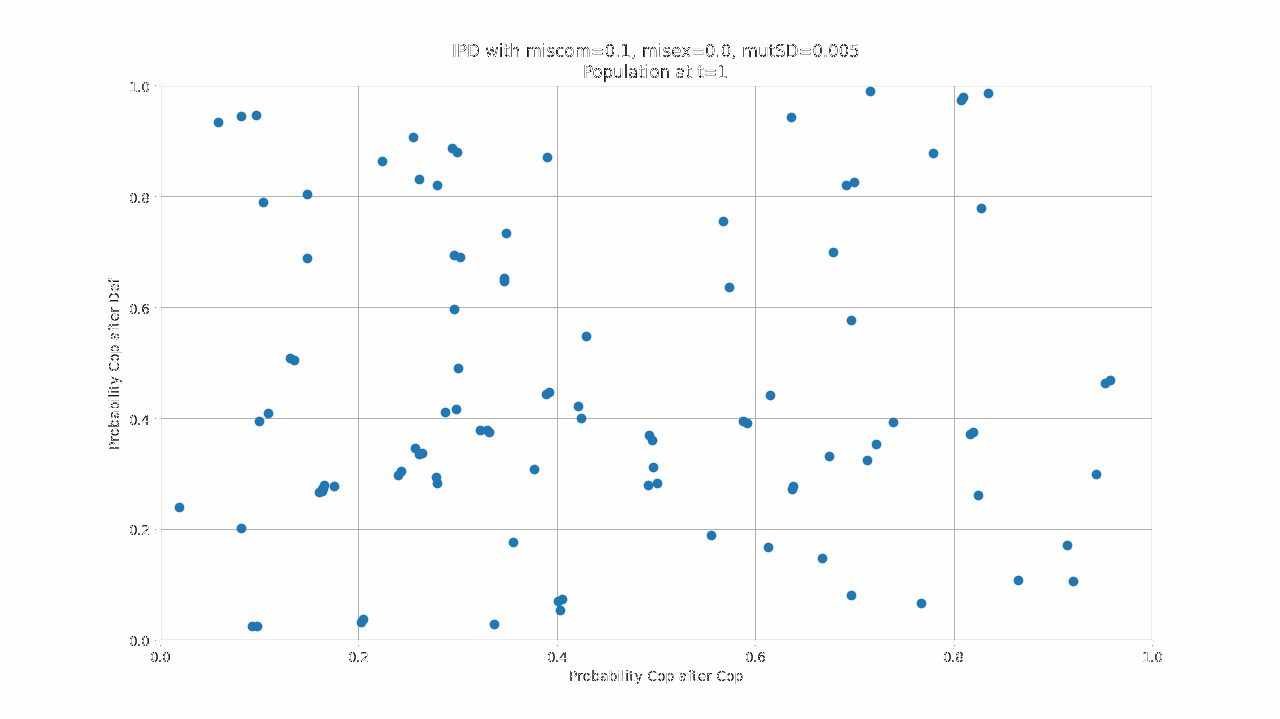 IPD with miscom=0.1, misex=0.0, mutSD=0.005
Population at t=1
1.0
0.8
0.6
0.4
0.2
0.0
Probability Cop after Def
0.0 0.2 0.4 0.6 0.8 1.0
Probability Cop after Cop